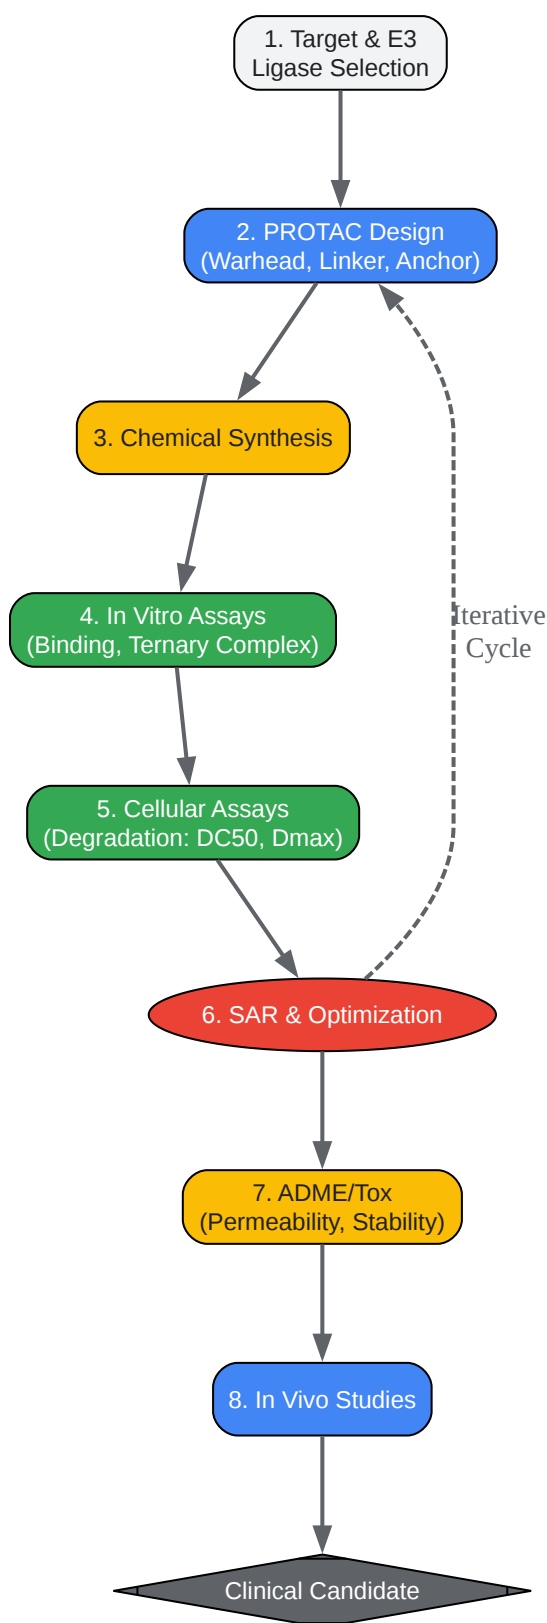 1. Target & E3
Ligase Selection
2. PROTAC Design
(Warhead, Linker, Anchor)
3. Chemical Synthesis
4. In Vitro Assays
(Binding, Ternary Complex)
Iterative
Cycle
5. Cellular Assays
(Degradation: DC50, Dmax)
6. SAR & Optimization
7. ADME/Tox
(Permeability, Stability)
8. In Vivo Studies
Clinical Candidate